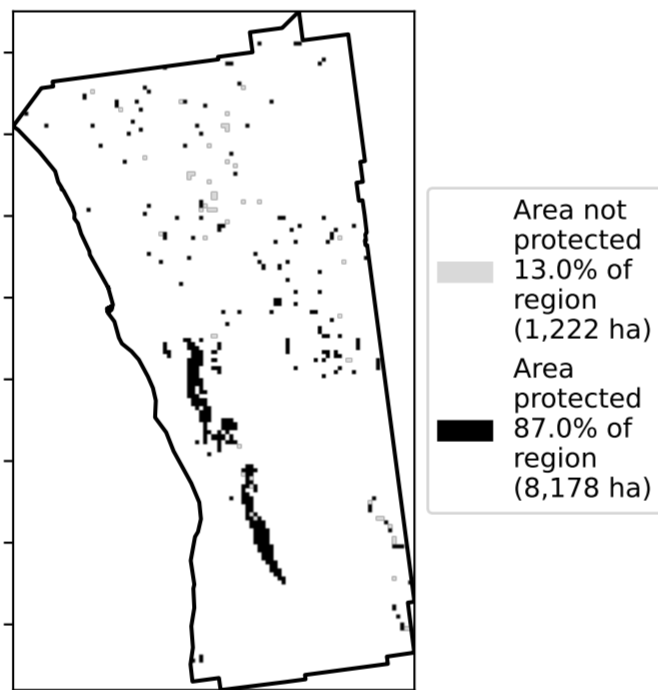 Area not
protected
13.0% of
region
(1,222 ha)
Area
protected
87.0% of
region
(8,178 ha)